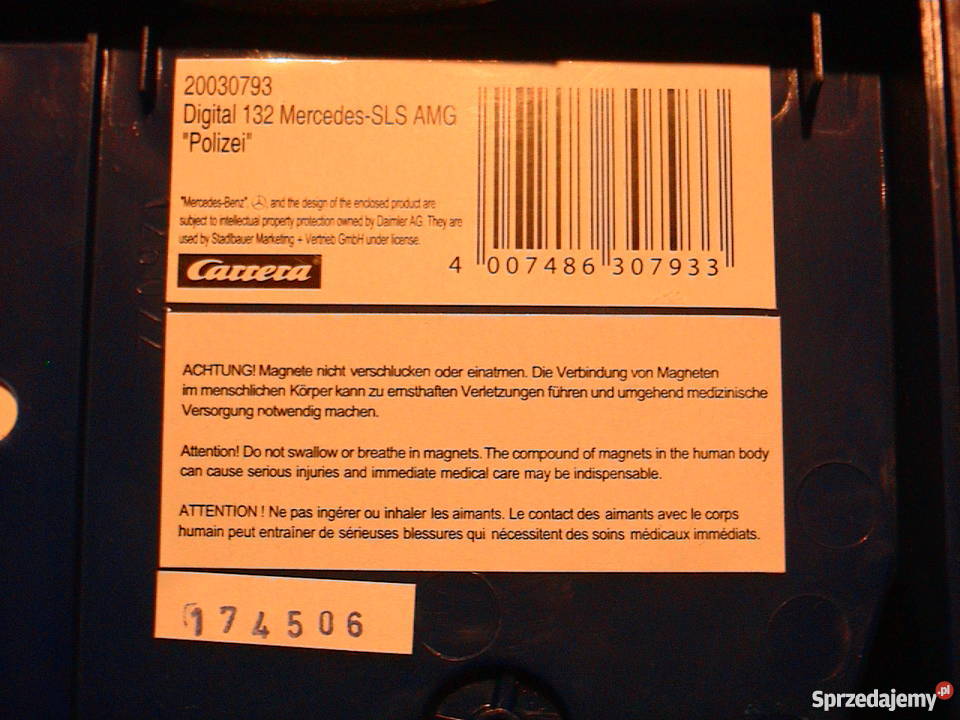 20030793
Digital 132 Mercedes-SLS AMG
"Polizei"
"Mercedes-Benz", and the design of the enclosed product are
subject to intellectual property protection owned by Daimler AG. They are
used by Stadlbauer Marketing + Vertrieb GmbH under license.
Carrera
4 007486 307933
ACHTUNG! Magnete nicht verschlucken oder einatmen. Die Verbindung von Magneten
im menschlichen Körper kann zu ernsthaften Verletzungen führen und umgehend medizinische
Versorgung notwendig machen.
Attention! Do not swallow or breathe in magnets. The compound of magnets in the human body
can cause serious injuries and immediate medical care may be indispensable.
ATTENTION ! Ne pas ingérer ou inhaler les aimants. Le contact des aimants avec le corps
humain peut entraîner de sérieuses blessures qui nécessitent des soins médicaux immédiats.
174506
Sprzedajemy.pl